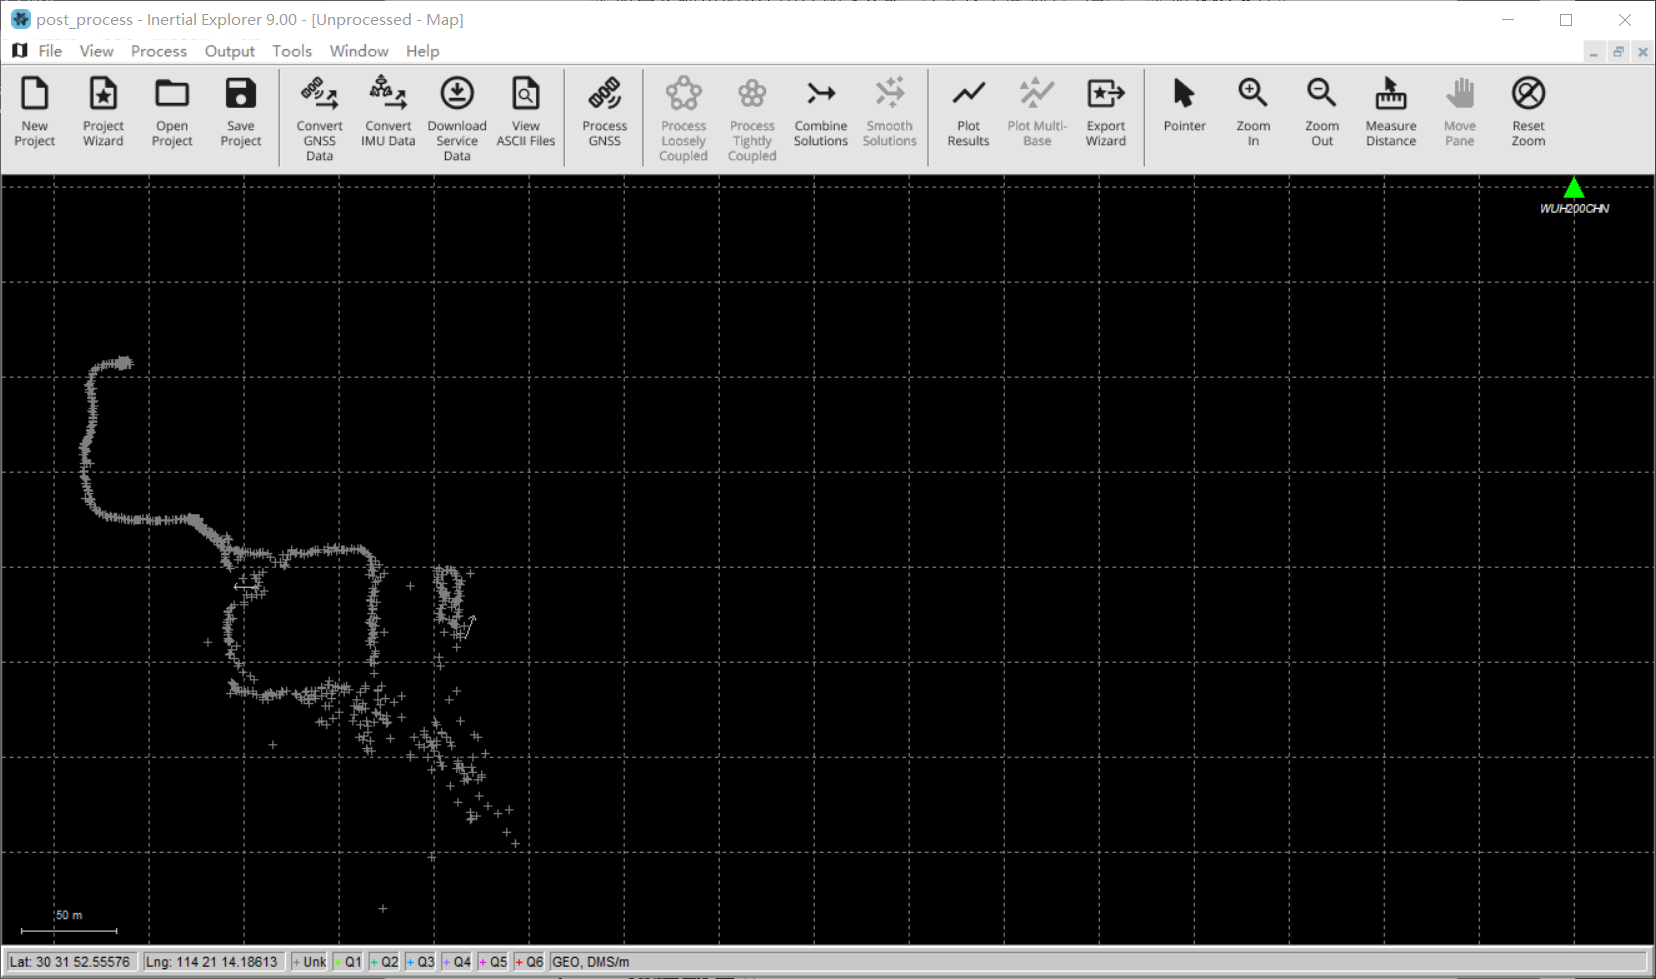 post_process - Inertial Explorer 9.00 - [Unprocessed - Map]
File View Process Output Tools Window Help
New Project
Project Wizard
Open Project
Save Project
Convert GNSS Data
Convert IMU Data
Download Service Data
View ASCII Files
Process GNSS
Process Loosely Coupled
Process Tightly Coupled
Combine Solutions
Smooth Solutions
Plot Results
Plot Multi-Base
Export Wizard
Pointer
Zoom In
Zoom Out
Measure Distance
Move Pane
Reset Zoom
WUH200CHN
50 m
Lat: 30 31 52.55576 Lng: 114 21 14.18613 + Unk + Q1 + Q2 + Q3 + Q4 + Q5 + Q6 GEO, DMS/m